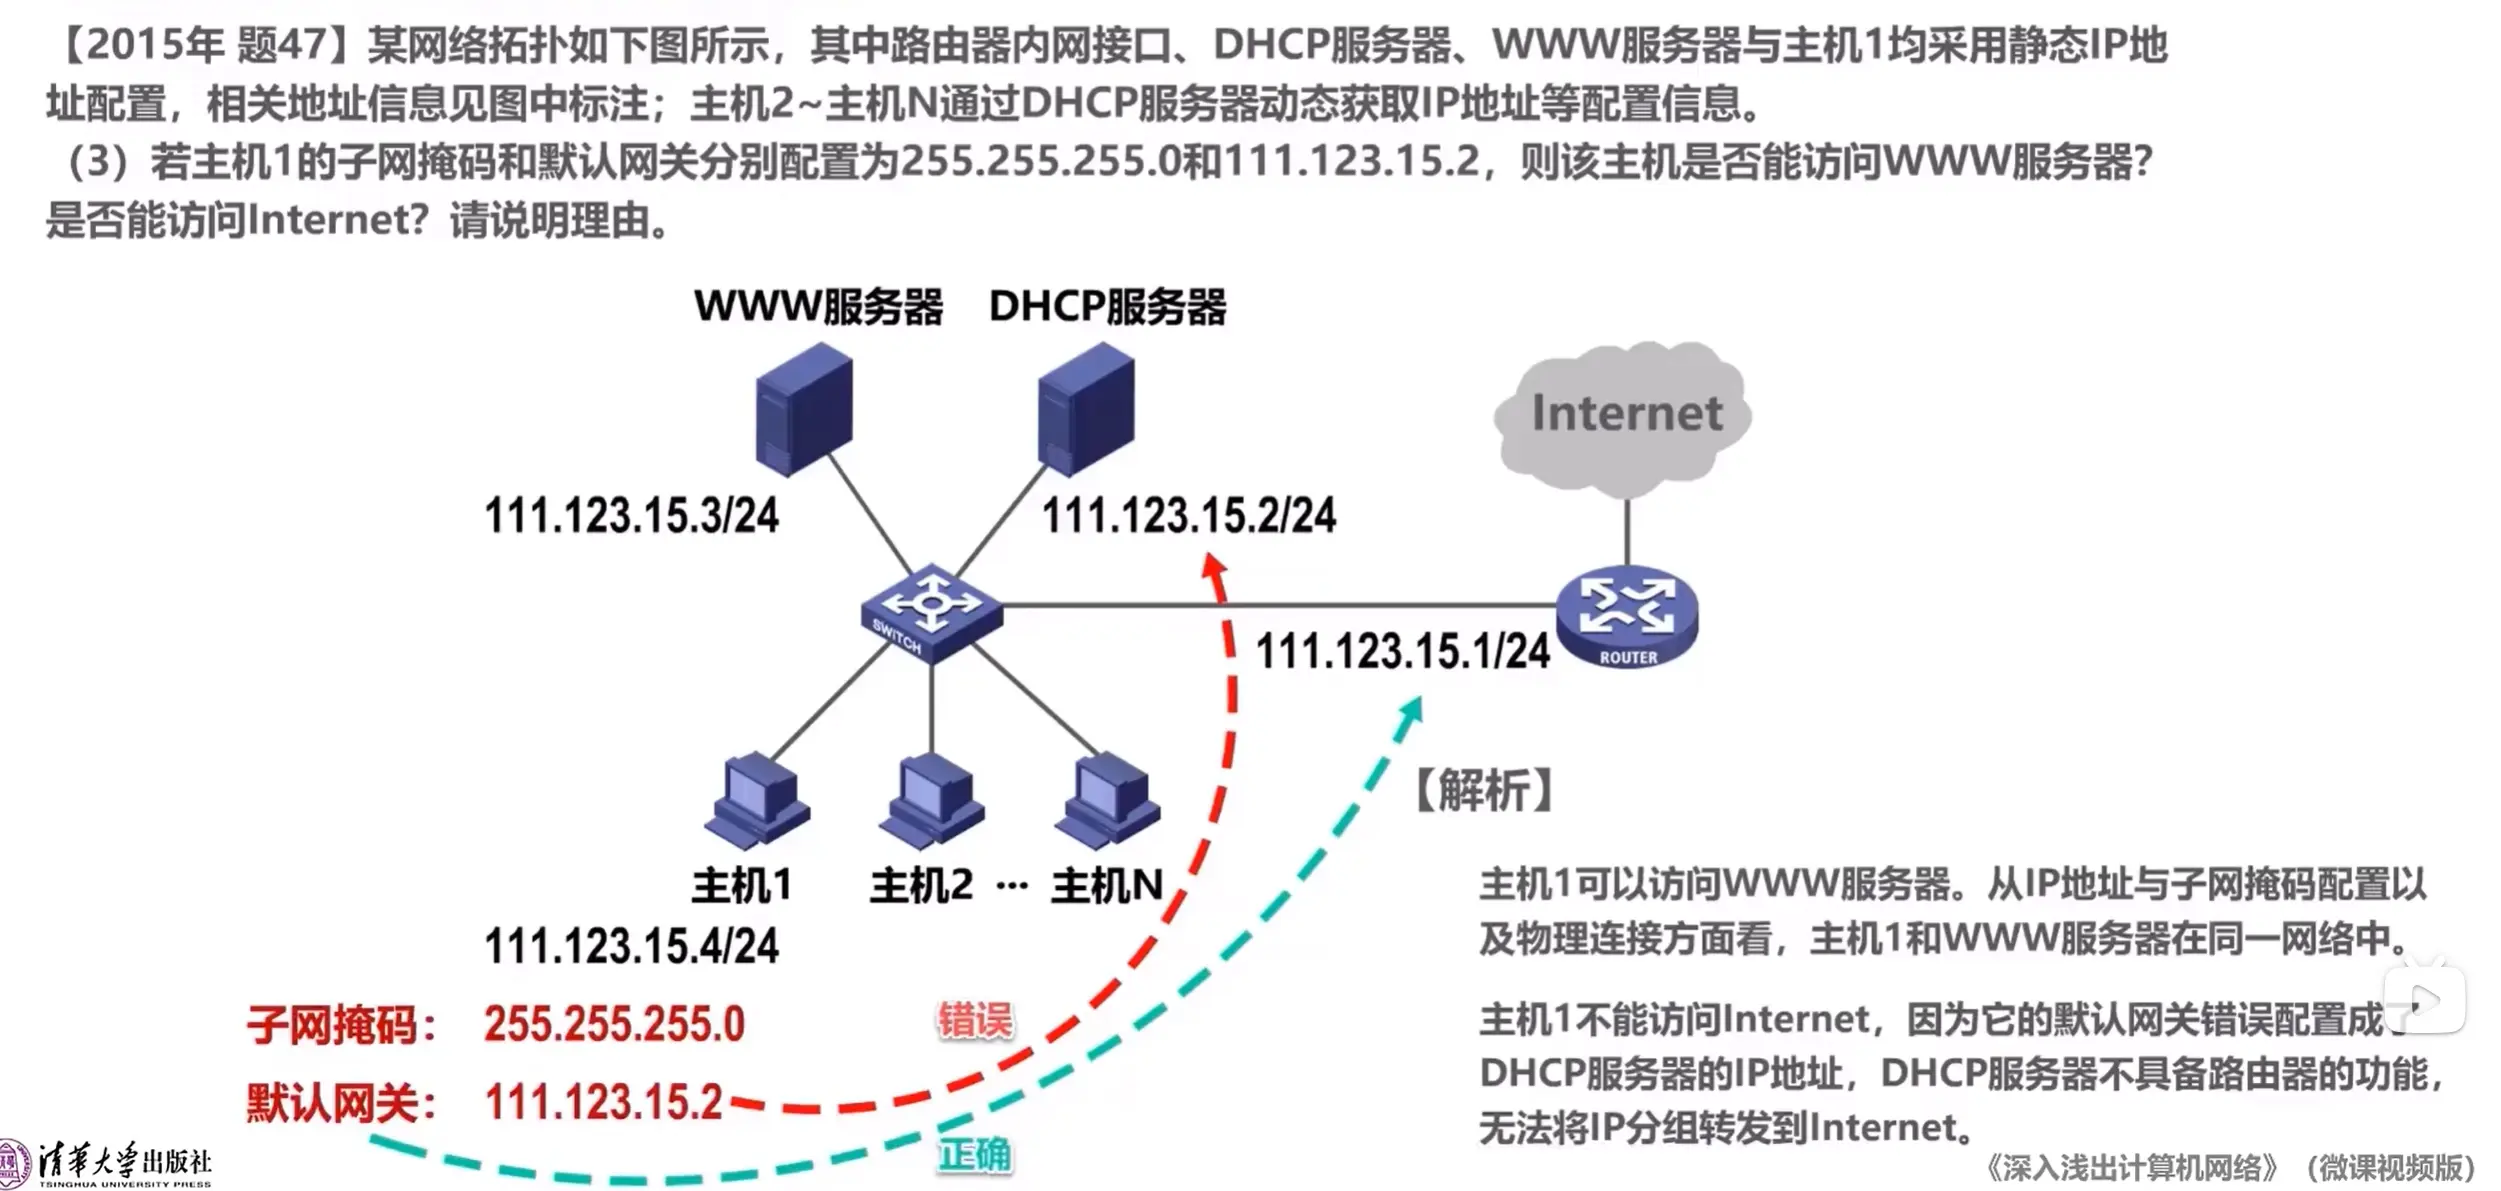 【2015年 题47】某网络拓扑如下图所示，其中路由器内网接口、DHCP服务器、WWW服务器与主机1均采用静态IP地
址配置，相关地址信息见图中标注；主机2~主机N通过DHCP服务器动态获取IP地址等配置信息。
（3）若主机1的子网掩码和默认网关分别配置为255.255.255.0和111.123.15.2，则该主机是否能访问WWW服务器？
是否能访问Internet？请说明理由。
WWW服务器 DHCP服务器
Internet
111.123.15.3/24
111.123.15.2/24
SWITCH
111.123.15.1/24
ROUTER
【解析】
主机1 主机2 … 主机N
111.123.15.4/24
主机1可以访问WWW服务器。从IP地址与子网掩码配置以
及物理连接方面看，主机1和WWW服务器在同一网络中。
子网掩码： 255.255.255.0
错误
默认网关： 111.123.15.2
正确
主机1不能访问Internet，因为它的默认网关错误配置成
DHCP服务器的IP地址，DHCP服务器不具备路由器的功能，
无法将IP分组转发到Internet。
清华大学出版社
TSINGHUA UNIVERSITY PRESS
《深入浅出计算机网络》（微课视频版）